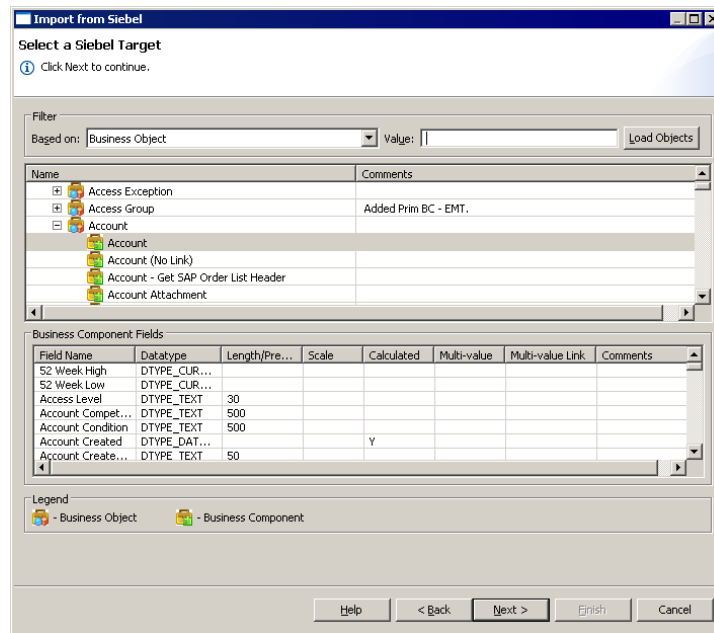 Import from Siebel
Select a Siebel Target
Click Next to continue.
Filter
Based on: Business Object Value: Load Objects
Name Comments
Access Exception
Access Group Added Prim BC - EMT.
Account
Account
Account (No Link)
Account - Get SAP Order List Header
Account Attachment
Business Component Fields
Field Name Datatype Length/Pre... Scale Calculated Multi-value Multi-value Link Comments
52 Week High DTYPE_CUR...
52 Week Low DTYPE_CUR...
Access Level DTYPE_TEXT 30
Account Compet... DTYPE_TEXT 500
Account Condition DTYPE_TEXT 500
Account Created DTYPE_DAT... Y
Account Create... DTYPE_TEXT 50
Legend
- Business Object - Business Component
Help < Back Next > Finish Cancel